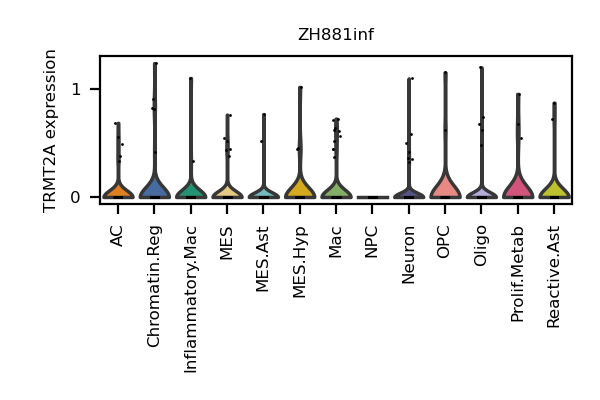 ZH881inf
TRMT2A expression
1
0
AC
Chromatin.Reg
Inflammatory.Mac
MES
MES.Ast
MES.Hyp
Mac
NPC
Neuron
OPC
Oligo
Prolif.Metab
Reactive.Ast